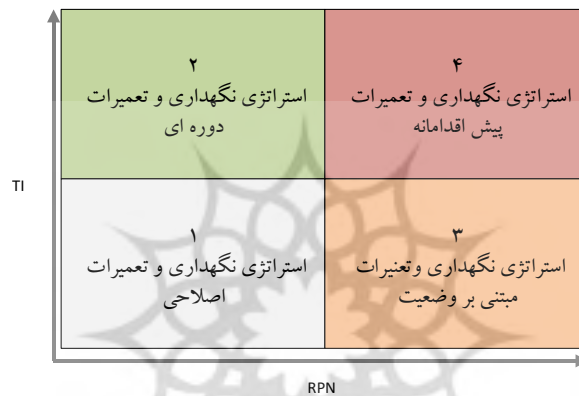 ۲
استراتژی نگهداری و تعمیرات
دوره ای
۴
استراتژی نگهداری و تعمیرات
پیش اقدامانه
TI
۱
استراتژی نگهداری و تعمیرات
اصلاحی
۳
استراتژی نگهداری وتعنیرات
مبتنی بر وضعیت
RPN